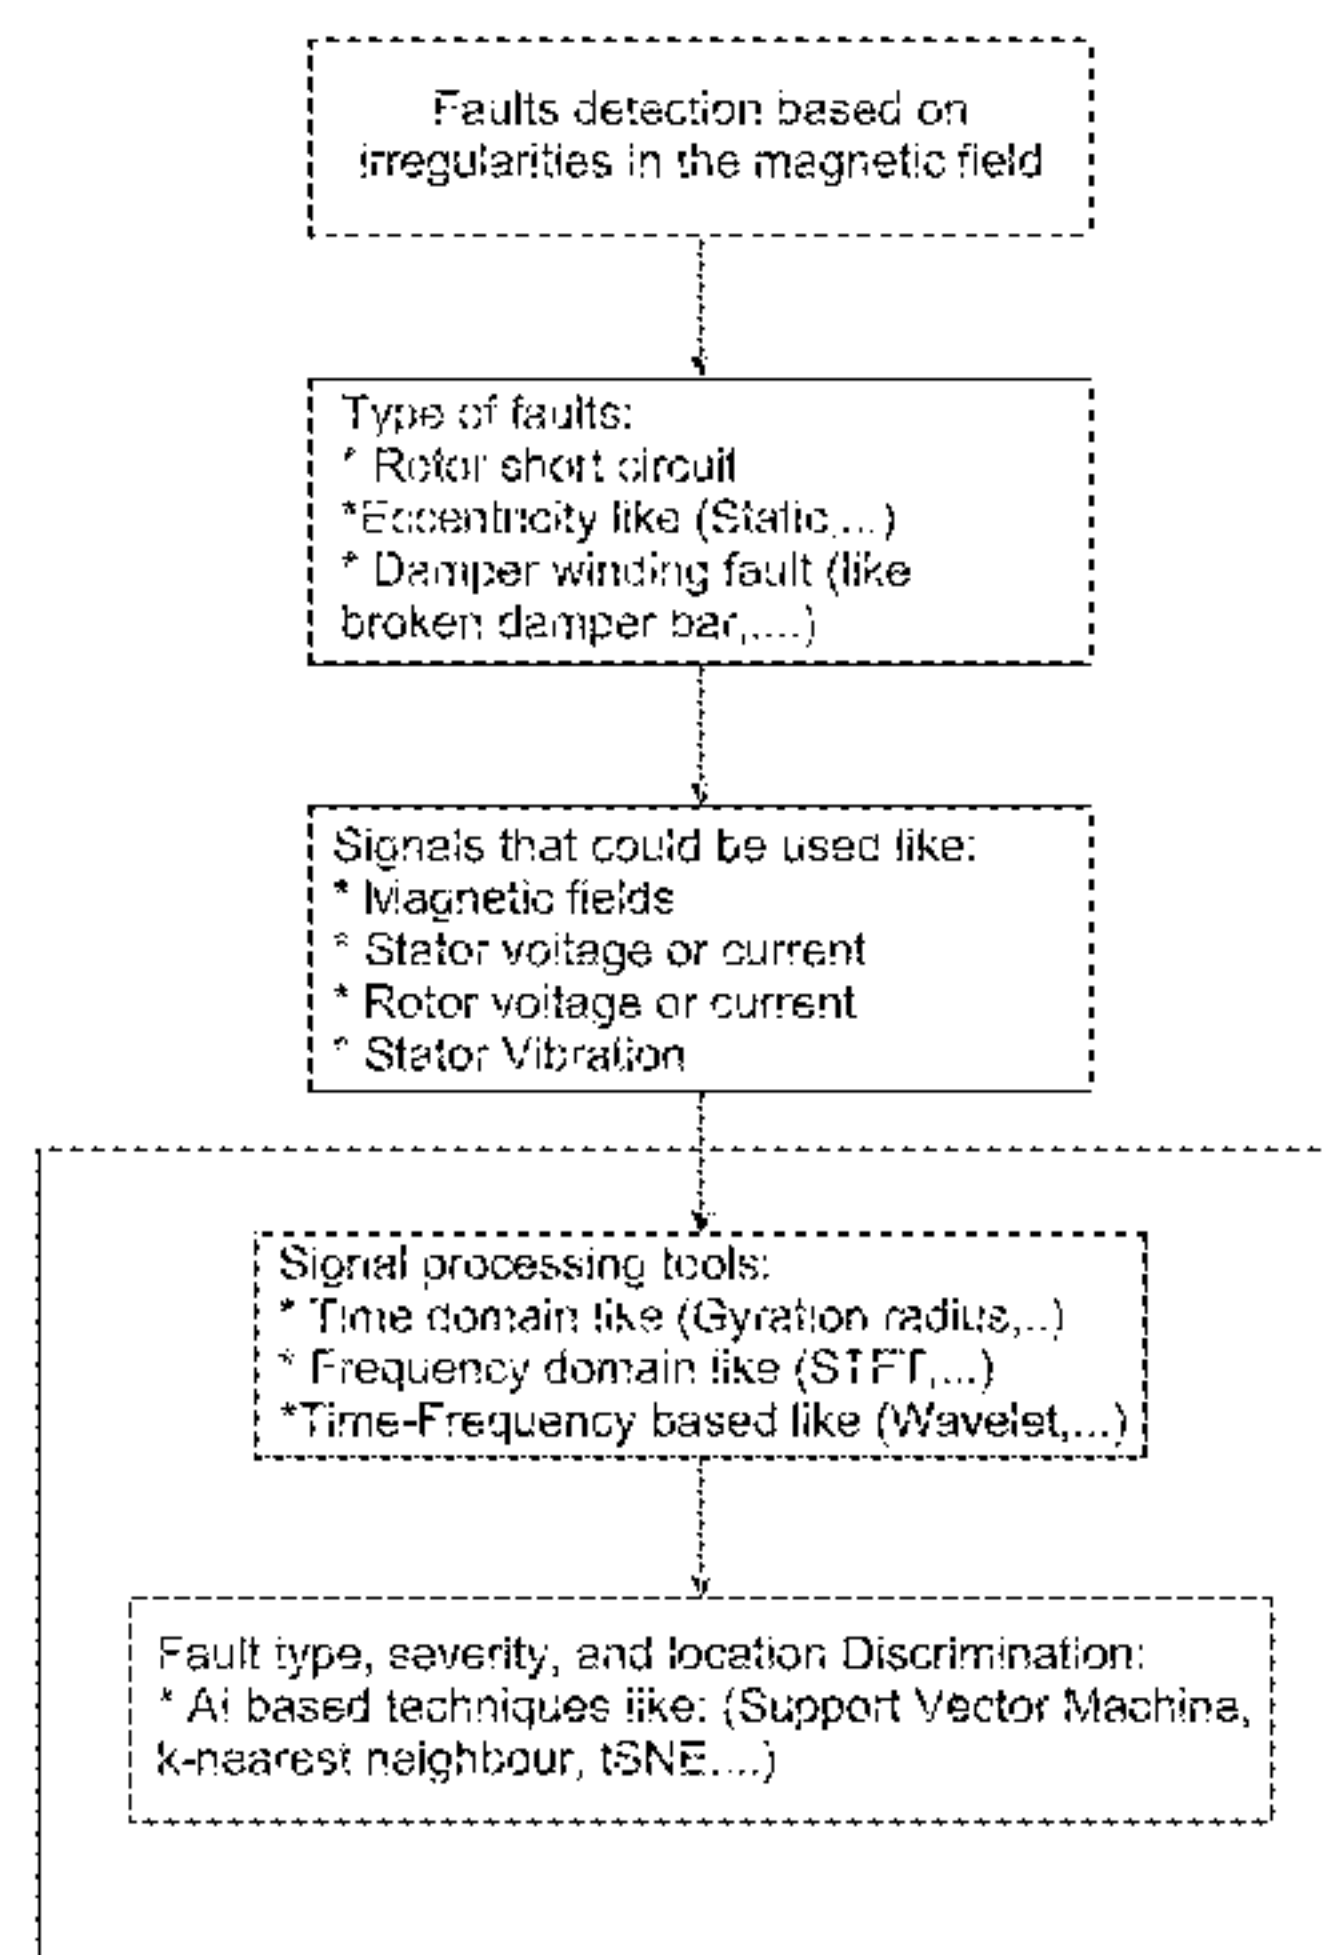 Faults detection based on
irregularities in the magnetic field
Type of faults:
* Rotor short circuit
*Eccentricity like (Static,...)
* Damper winding fault (like
broken damper bar,....)
Signals that could be used like:
* Magnetic fields
* Stator voltage or current
* Rotor voltage or current
* Stator Vibration
Signal processing tools:
* Time domain like (Gyration radius,..)
* Frequency domain like (STFT,...)
*Time-Frequency based like (Wavelet,...)
Fault type, severity, and location Discrimination:
* AI based techniques like: (Support Vector Machine,
k-nearest neighbour, tSNE....)